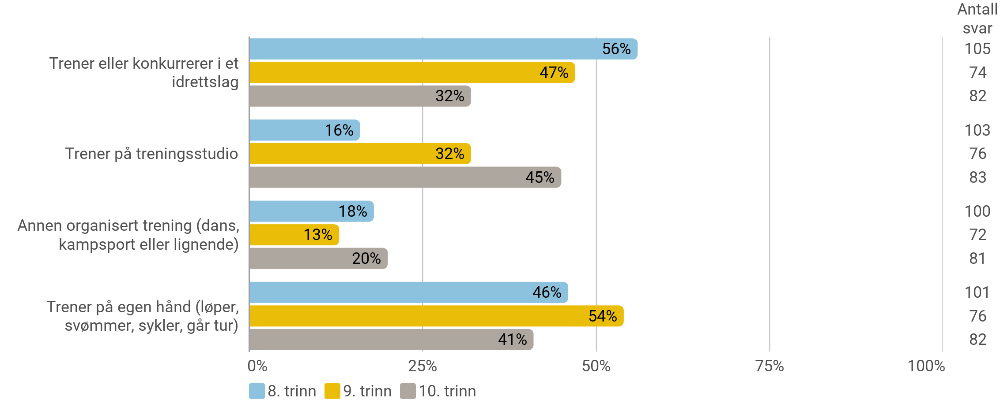 Antall
svar
Trener eller konkurrerer i et
idrettslag
56% 105
47% 74
32% 82
Trener på treningsstudio
16% 103
32% 76
45% 83
Annen organisert trening (dans,
kampsport eller lignende)
18% 100
13% 72
20% 81
Trener på egen hånd (løper,
svømmer, sykler, går tur)
46% 101
54% 76
41% 82
0% 25% 50% 75% 100%
8. trinn 9. trinn 10. trinn